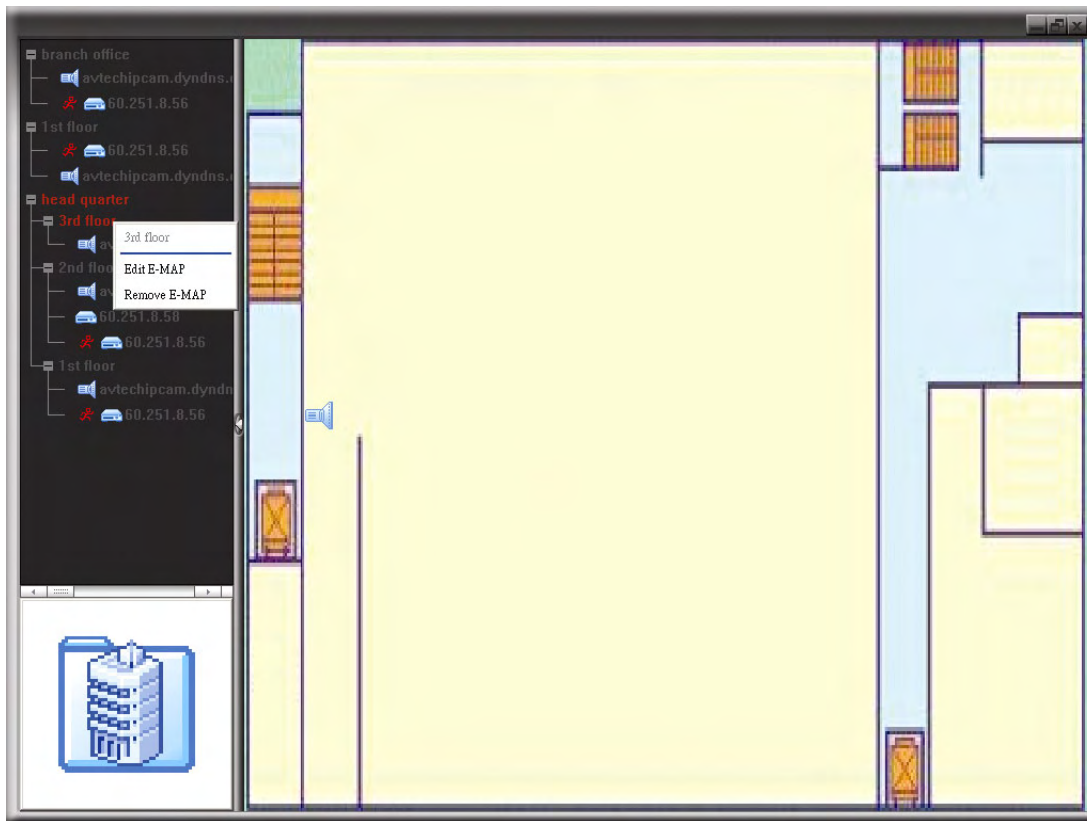 branch office
avtechipcam.dyndns.
60.251.8.56
1st floor
60.251.8.56
avtechipcam.dyndns.
head quarter
3rd floor
3rd floor
av
Edit E-MAP
2nd floo
Remove E-MAP
av
60.251.8.58
60.251.8.56
1st floor
avtechipcam.dyndn
60.251.8.56